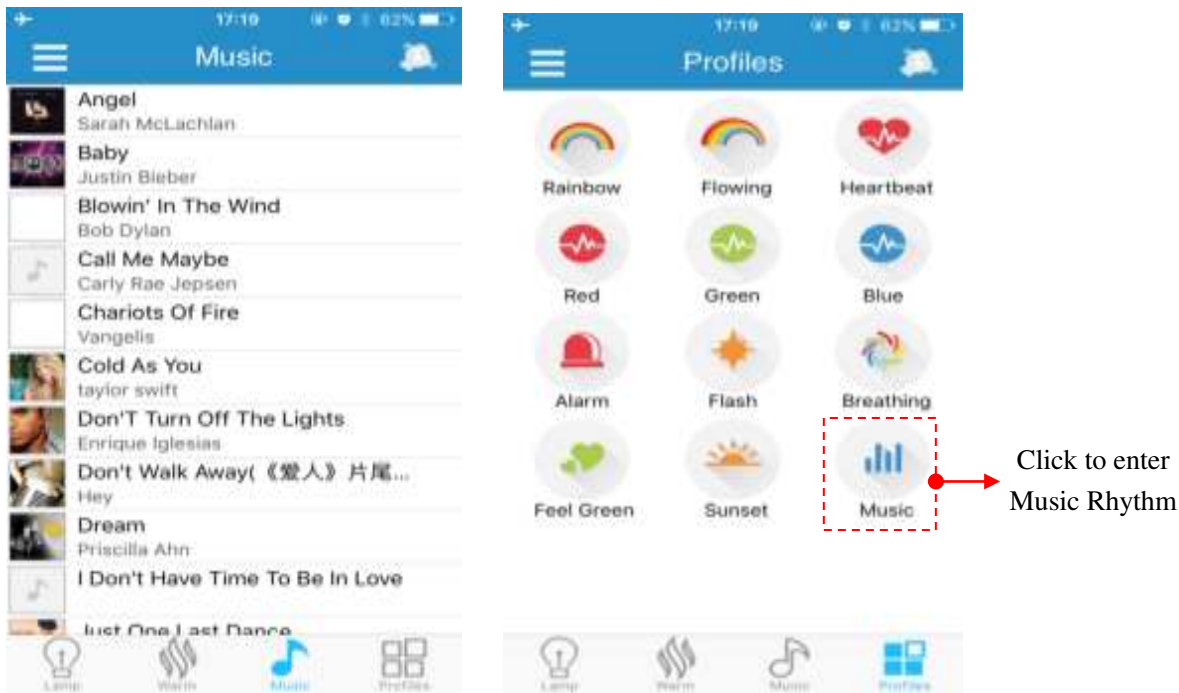 17:19
62%
Music
Angel
Sarah McLachlan
Baby
Justin Bieber
Blowin' In The Wind
Bob Dylan
Call Me Maybe
Carly Rae Jepsen
Chariots Of Fire
Vangelis
Cold As You
taylor swift
Don'T Turn Off The Lights
Enrique Iglesias
Don't Walk Away(《爱人》片尾...
Hey
Dream
Priscilla Ahn
I Don't Have Time To Be In Love
Just One Last Dance
Lamp Warm Music Profiles
17:19
62%
Profiles
Rainbow Flowing Heartbeat
Red Green Blue
Alarm Flash Breathing
Feel Green Sunset Music
Lamp Warm Music Profiles
Click to enter
Music Rhythm